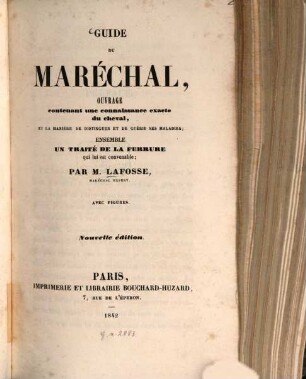 GUIDE
DU
MARÉCHAL,
OUVRAGE
contenant une connaissance exacte
du cheval,
ET LA MANIÈRE DE DISTINGUER ET DE GUÉRIR SES MALADIES;
ENSEMBLE
UN TRAITÉ DE LA FERRURE
qui lui est convenable;
PAR M. LAFOSSE,
MARÉCHAL EXPERT.
AVEC FIGURES.
Nouvelle édition.
PARIS,
IMPRIMERIE ET LIBRAIRIE BOUCHARD-HUZARD,
7, RUE DE L'ÉPERON.
1842